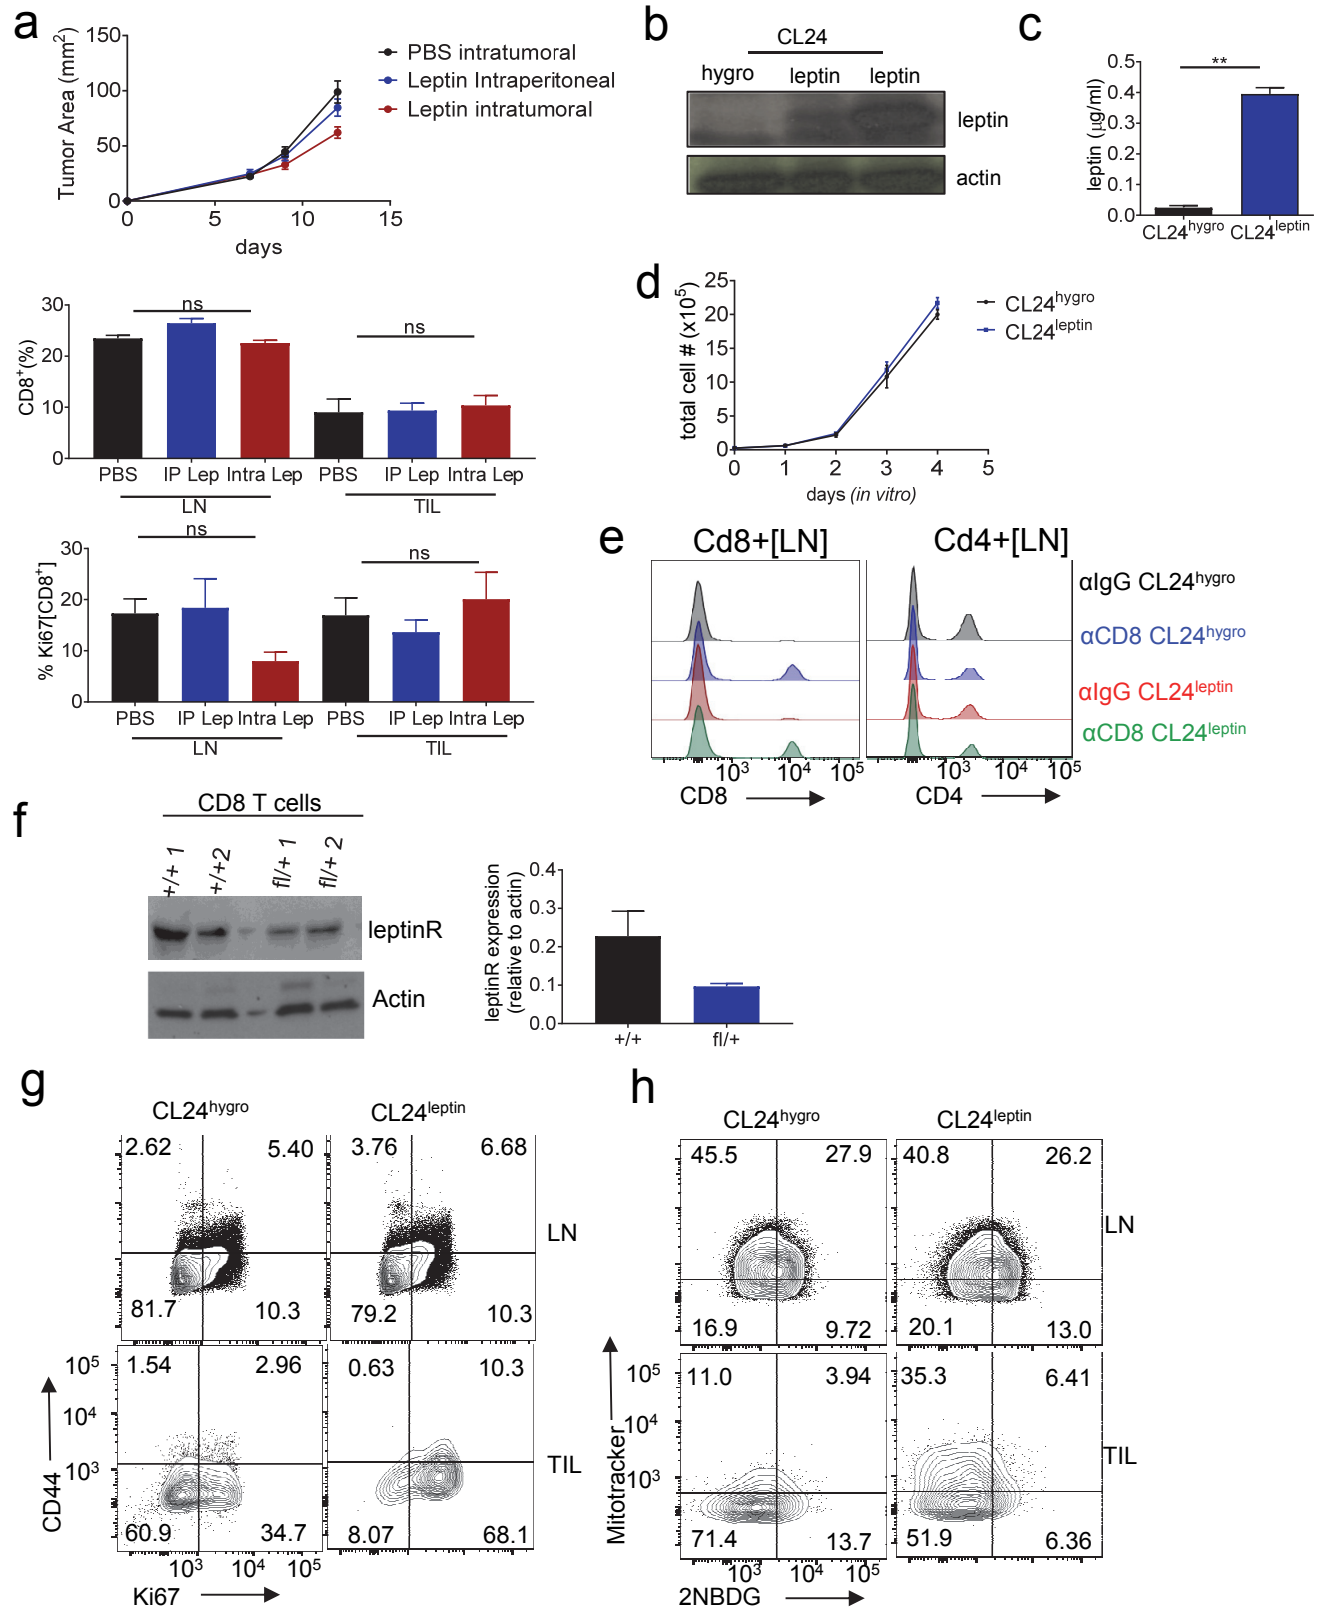 a
Tumor Area (mm2)
150
100
50
0
0 5 10 15
days
PBS intratumoral
Leptin Intraperitoneal
Leptin intratumoral
b
CL24
hygro leptin leptin
leptin
actin
c
leptin (μg/ml)
0.5
0.4
0.3
0.2
0.1
0.0
**
CL24hygro CL24leptin
CD8+(%)
30
20
10
0
ns
ns
PBS IP Lep Intra Lep PBS IP Lep Intra Lep
LN TIL
% Ki67[CD8+]
30
20
10
0
ns
ns
PBS IP Lep Intra Lep PBS IP Lep Intra Lep
LN TIL
d
total cell # (x105)
25
20
15
10
5
0
0 1 2 3 4 5
days (in vitro)
CL24hygro
CL24leptin
e
Cd8+[LN] Cd4+[LN]
αIgG CL24hygro
αCD8 CL24hygro
αIgG CL24leptin
αCD8 CL24leptin
103 104 105 103 104 105
CD8 CD4
f
CD8 T cells
+/+ 1 +/+2 fl/+ 1 fl/+ 2
leptinR
Actin
leptinR expression
(relative to actin)
0.4
0.3
0.2
0.1
0.0
+/+ fl/+
g
CL24hygro CL24leptin
2.62 5.40 3.76 6.68
LN
81.7 10.3 79.2 10.3
1.54 2.96 0.63 10.3
TIL
60.9 34.7 8.07 68.1
105
104
103
CD44
103 104 105
Ki67
h
CL24hygro CL24leptin
45.5 27.9 40.8 26.2
LN
16.9 9.72 20.1 13.0
11.0 3.94 35.3 6.41
TIL
71.4 13.7 51.9 6.36
105
104
103
Mitotracker
103 104 105
2NBDG